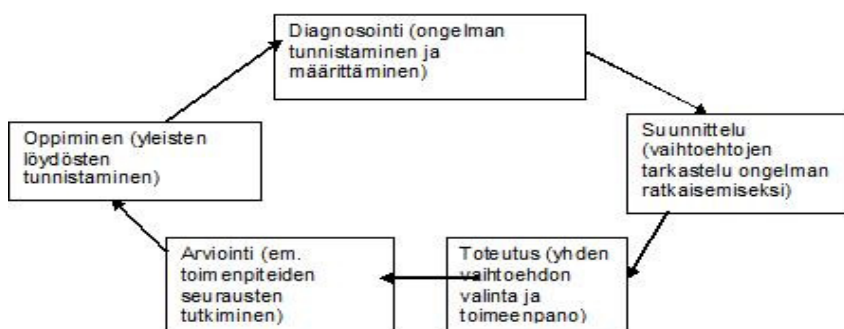 Diagnosointi (ongelman
tunnistaminen ja
määrittäminen)
Suunnittelu
(vaihtoehtojen
tarkastelu ongelman
ratkaisemiseksi)
Toteutus (yhden
vaihtoehdon
valinta ja
toimeenpano)
Arviointi (em.
toimenpiteiden
seurausten
tutkiminen)
Oppiminen (yleisten
löydösten
tunnistaminen)